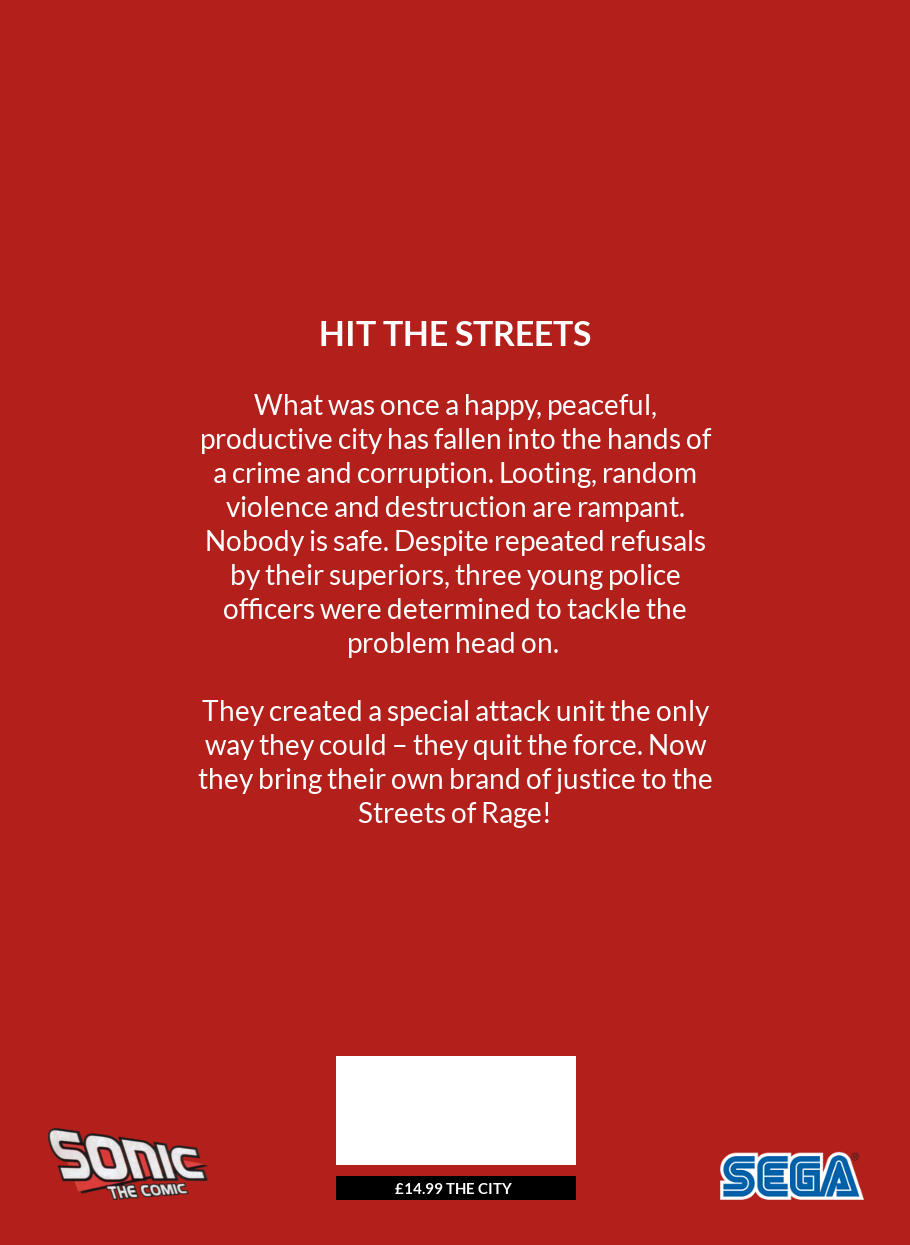 HIT THE STREETS
What was once a happy, peaceful,
productive city has fallen into the hands of
a crime and corruption. Looting, random
violence and destruction are rampant.
Nobody is safe. Despite repeated refusals
by their superiors, three young police
officers were determined to tackle the
problem head on.
They created a special attack unit the only
way they could – they quit the force. Now
they bring their own brand of justice to the
Streets of Rage!
SONIC
THE COMIC
£14.99 THE CITY
SEGA®